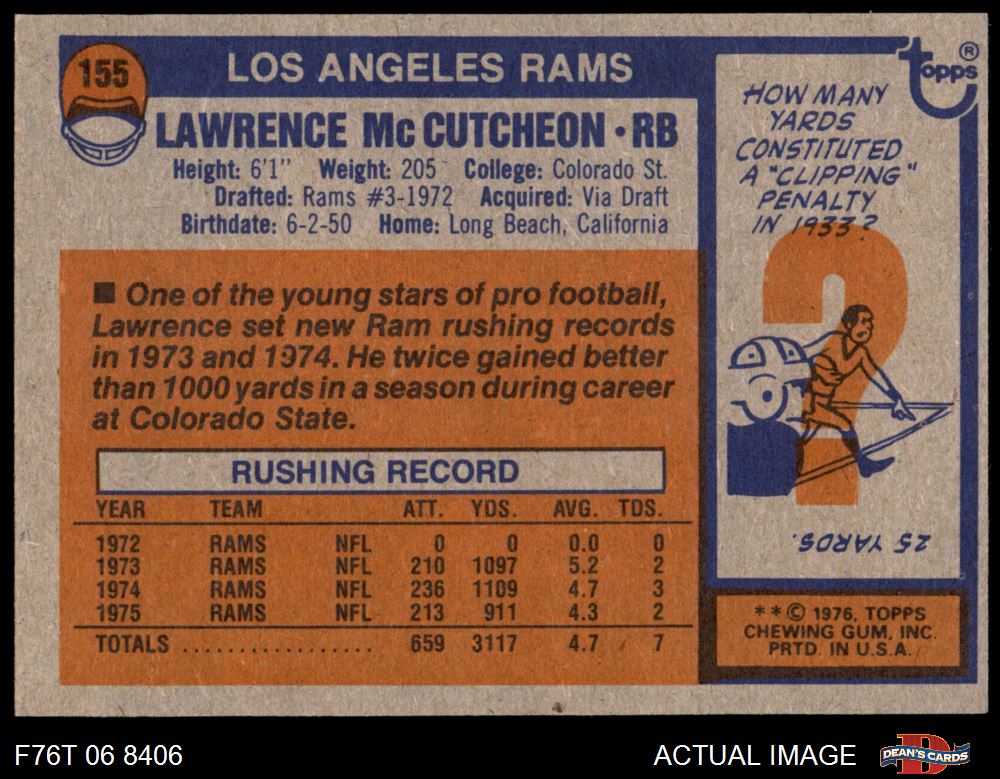 155
LOS ANGELES RAMS
LAWRENCE McCUTCHEON • RB
Height: 6'1" Weight: 205 College: Colorado St.
Drafted: Rams #3-1972 Acquired: Via Draft
Birthdate: 6-2-50 Home: Long Beach, California
■ One of the young stars of pro football,
Lawrence set new Ram rushing records
in 1973 and 1974. He twice gained better
than 1000 yards in a season during career
at Colorado State.
RUSHING RECORD
YEAR TEAM ATT. YDS. AVG. TDS.
1972 RAMS NFL 0 0 0.0 0
1973 RAMS NFL 210 1097 5.2 2
1974 RAMS NFL 236 1109 4.7 3
1975 RAMS NFL 213 911 4.3 2
TOTALS ................. 659 3117 4.7 7
topps®
HOW MANY
YARDS
CONSTITUTED
A "CLIPPING"
PENALTY
IN 1933?
?
25 YARDS.
**© 1976, TOPPS
CHEWING GUM, INC.
PRTD. IN U.S.A.
F76T 06 8406
ACTUAL IMAGE
DEAN'S CARDS